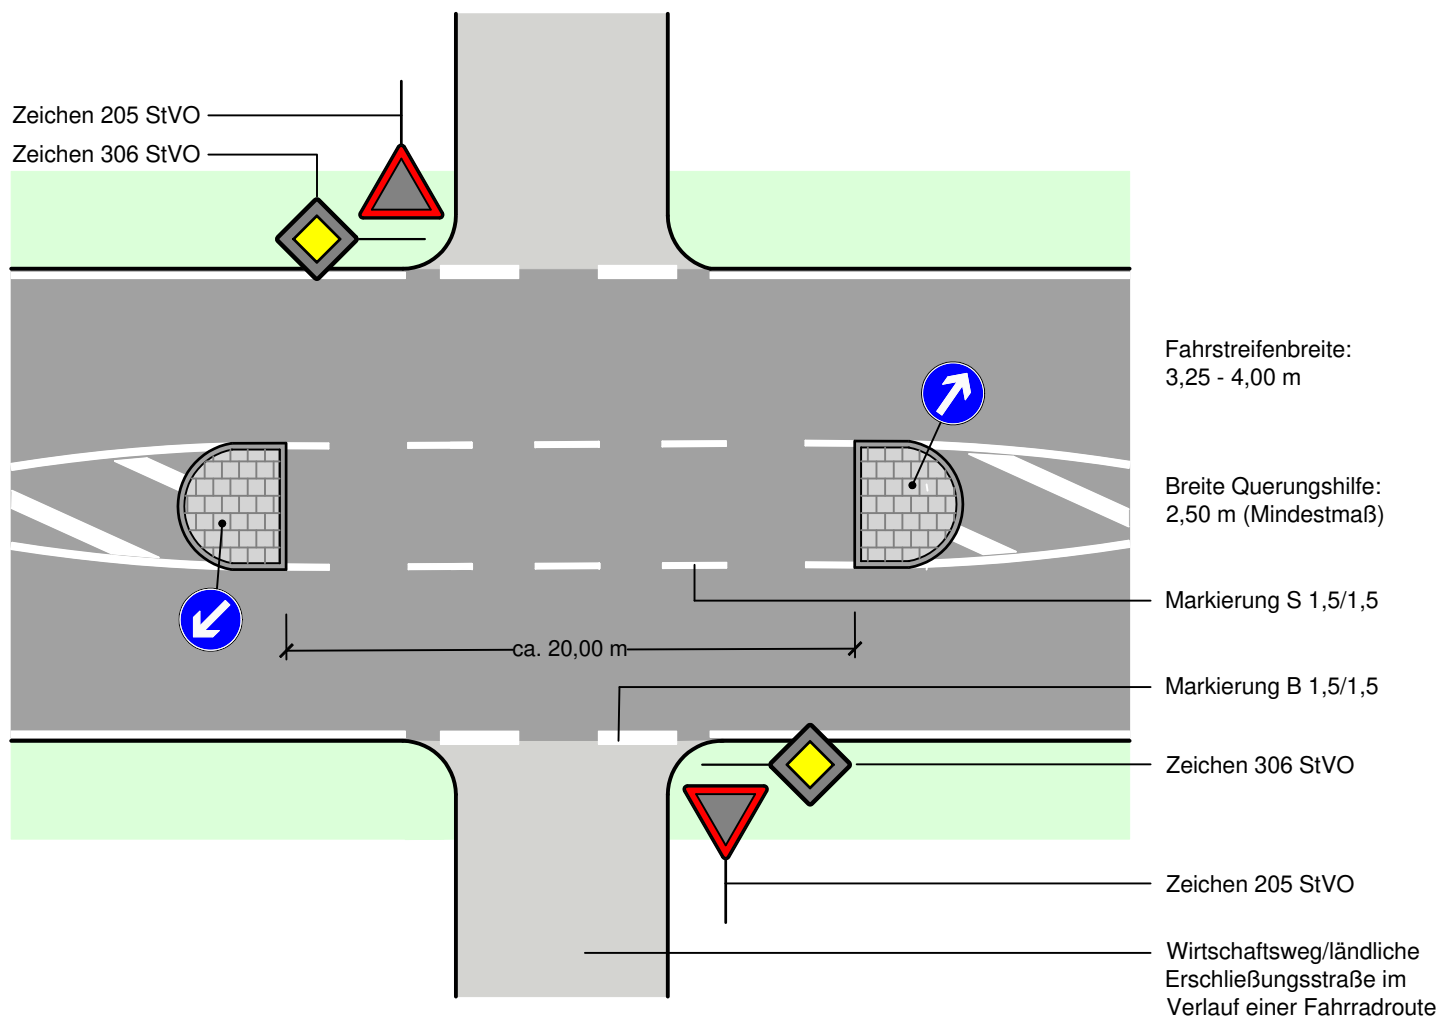 Zeichen 205 StVO
Zeichen 306 StVO
Fahrstreifenbreite:
3,25 - 4,00 m
Breite Querungshilfe:
2,50 m (Mindestmaß)
Markierung S 1,5/1,5
ca. 20,00 m
Markierung B 1,5/1,5
Zeichen 306 StVO
Zeichen 205 StVO
Wirtschaftsweg/ländliche
Erschließungsstraße im
Verlauf einer Fahrradroute